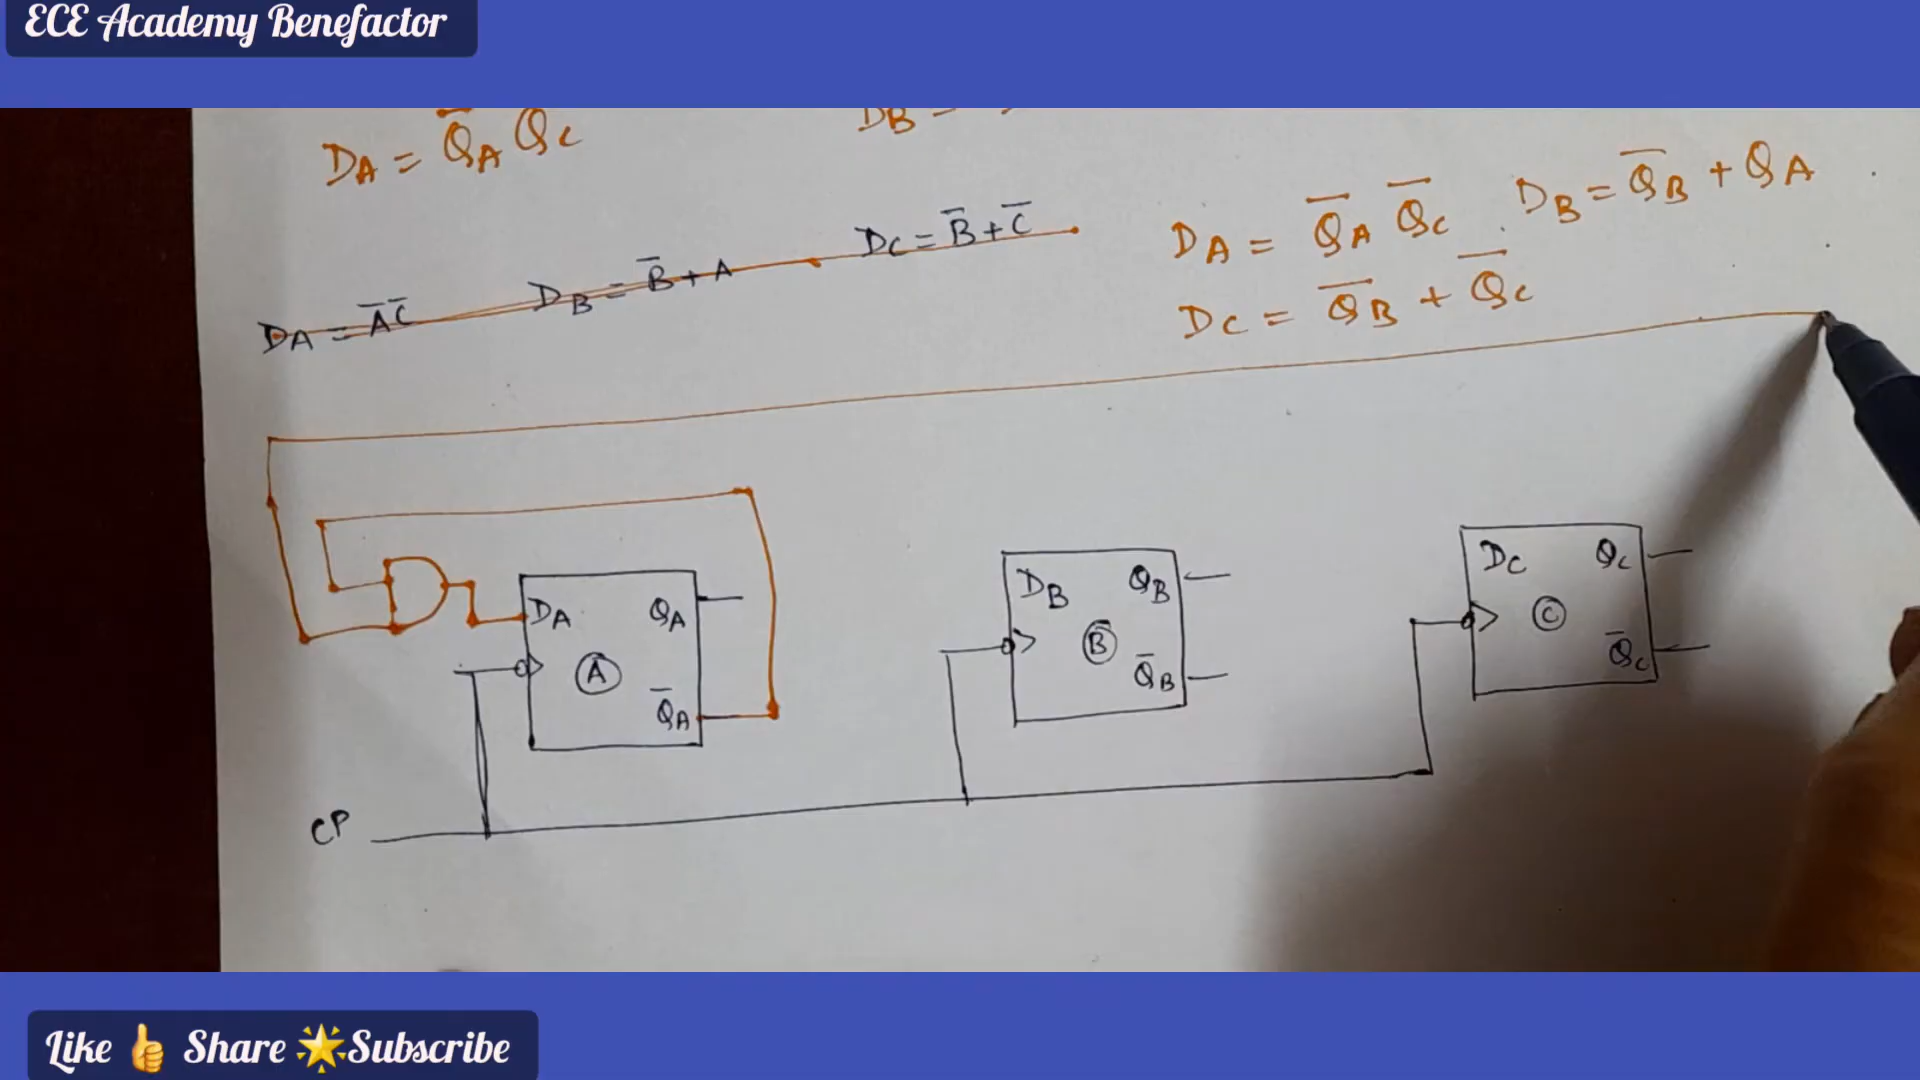 ECE Academy Benefactor
DA = Q̅A QC
DB =
DA = A̅ C̅
DB = B̅ + A
DC = B̅ + C̅
DA = Q̅A Q̅C . DB = Q̅B + QA
DC = Q̅B + Q̅C
DA QA
A
Q̅A
DB QB
B
Q̅B
DC QC
C
Q̅C
CP
Like 👍 Share 🌟Subscribe